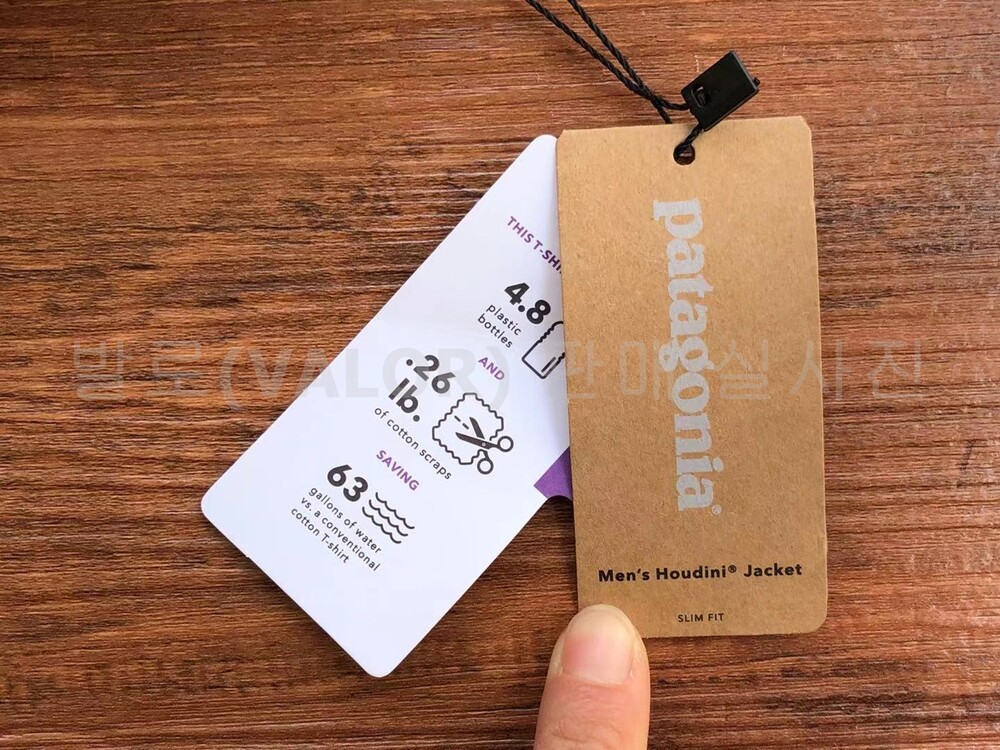 THIS T-SHI
4.8
plastic
bottles
AND
.26
lb.
of cotton scraps
SAVING
63
gallons of water
vs. a conventional
cotton T-shirt
patagonia®
Men's Houdini® Jacket
SLIM FIT
발로(VALOR) 판매 실사진